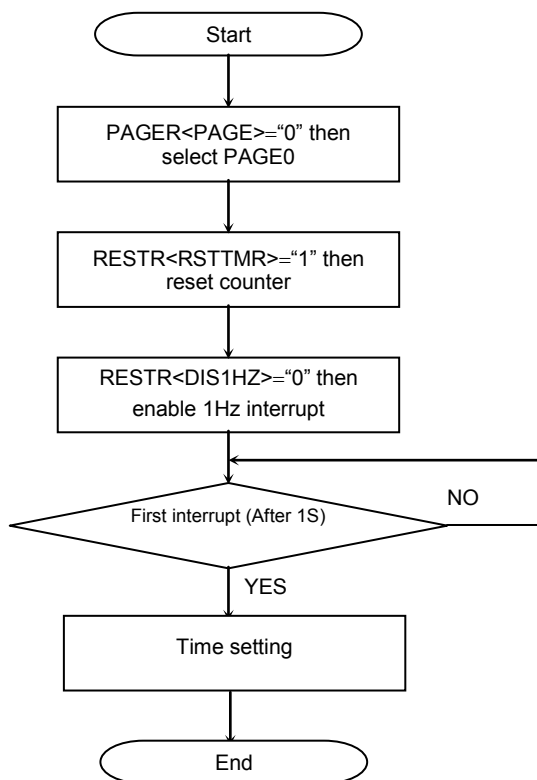 Start
PAGER<PAGE>=“0” then
select PAGE0
RESTR<RSTTMR>=“1” then
reset counter
RESTR<DIS1HZ>=“0” then
enable 1Hz interrupt
First interrupt (After 1S)
NO
YES
Time setting
End